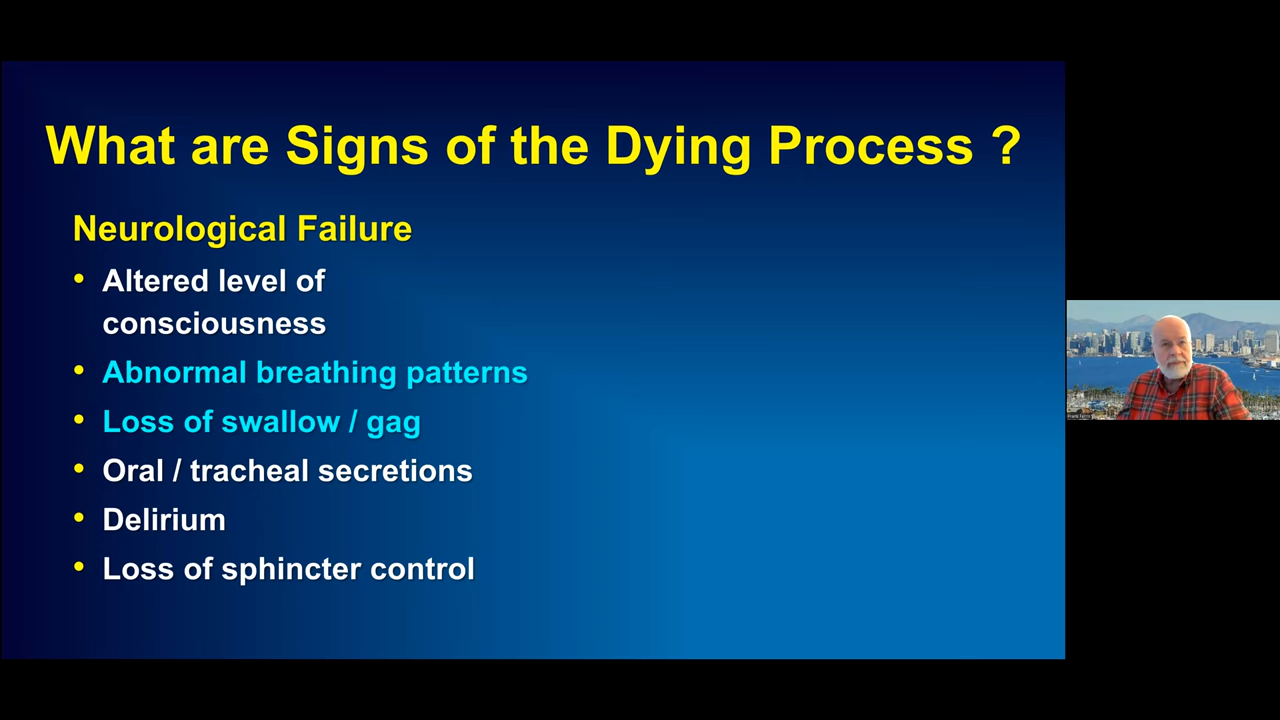 What are Signs of the Dying Process ?
Neurological Failure
• Altered level of
consciousness
• Abnormal breathing patterns
• Loss of swallow / gag
• Oral / tracheal secretions
• Delirium
• Loss of sphincter control